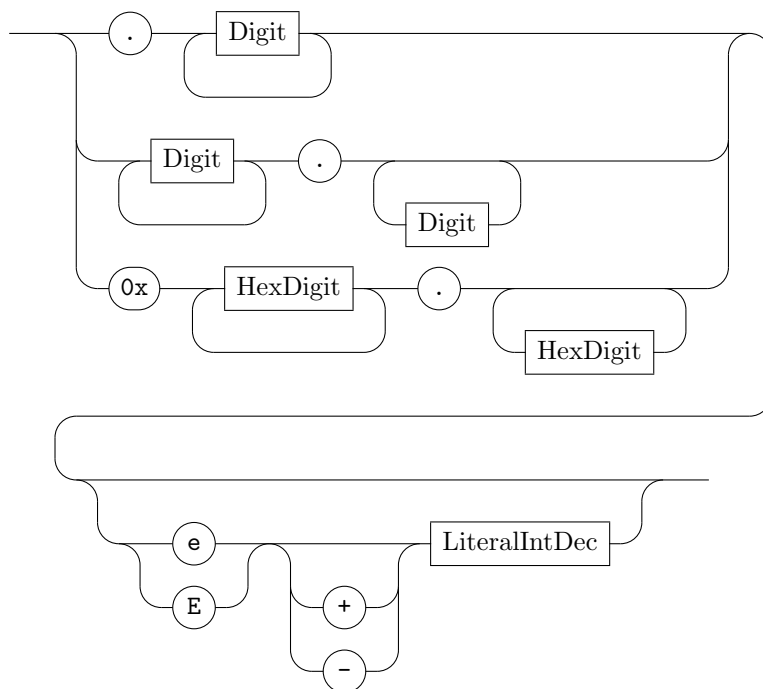 . Digit
Digit .
Digit
0x HexDigit .
HexDigit
e LiteralIntDec
E +
-